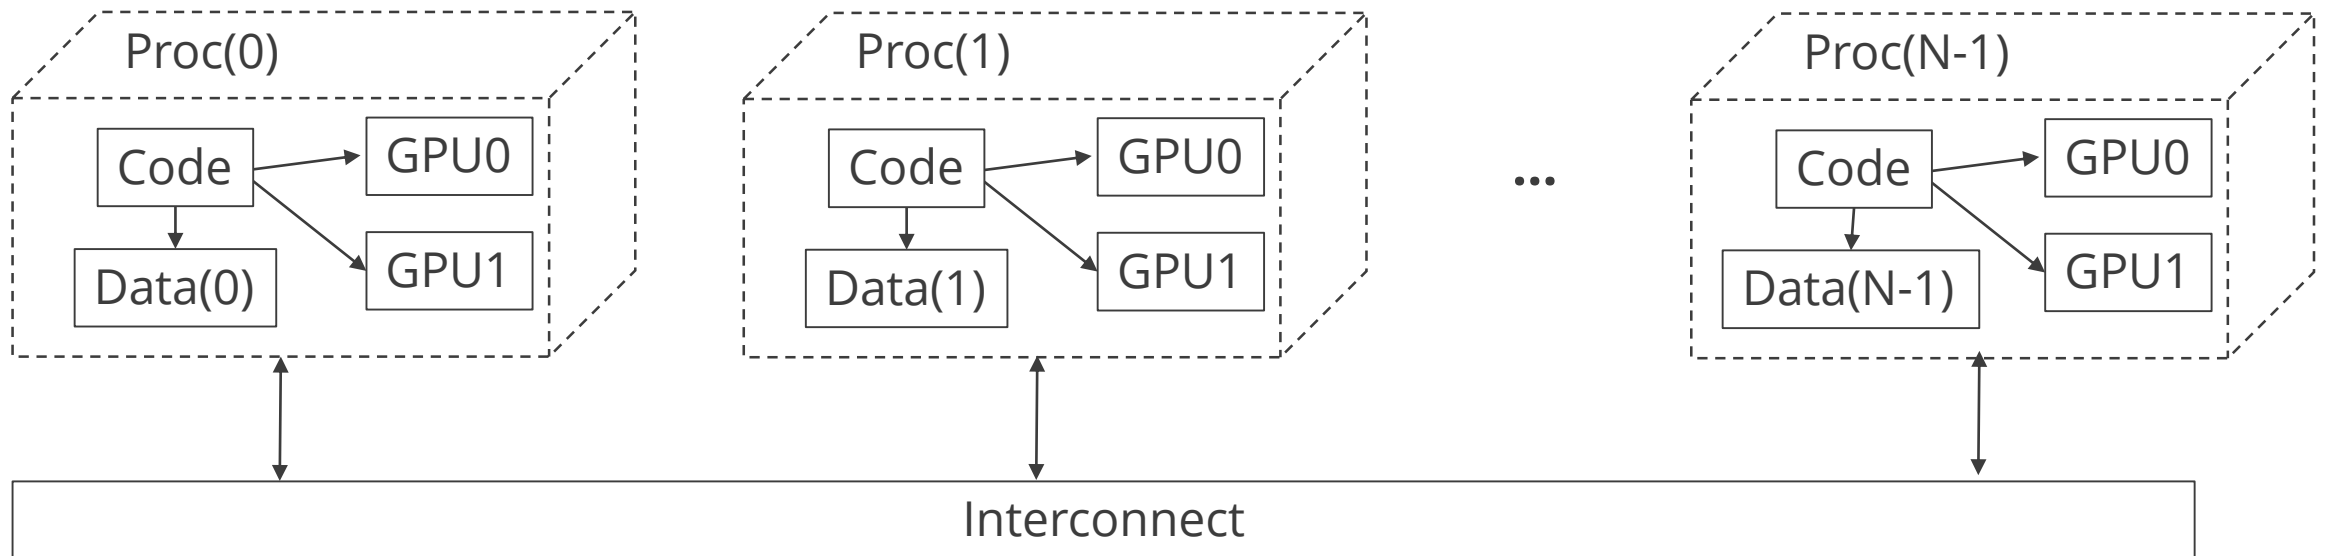 Proc(0)
Code
GPU0
Data(0)
GPU1
Proc(1)
Code
GPU0
Data(1)
GPU1
...
Proc(N-1)
Code
GPU0
Data(N-1)
GPU1
Interconnect